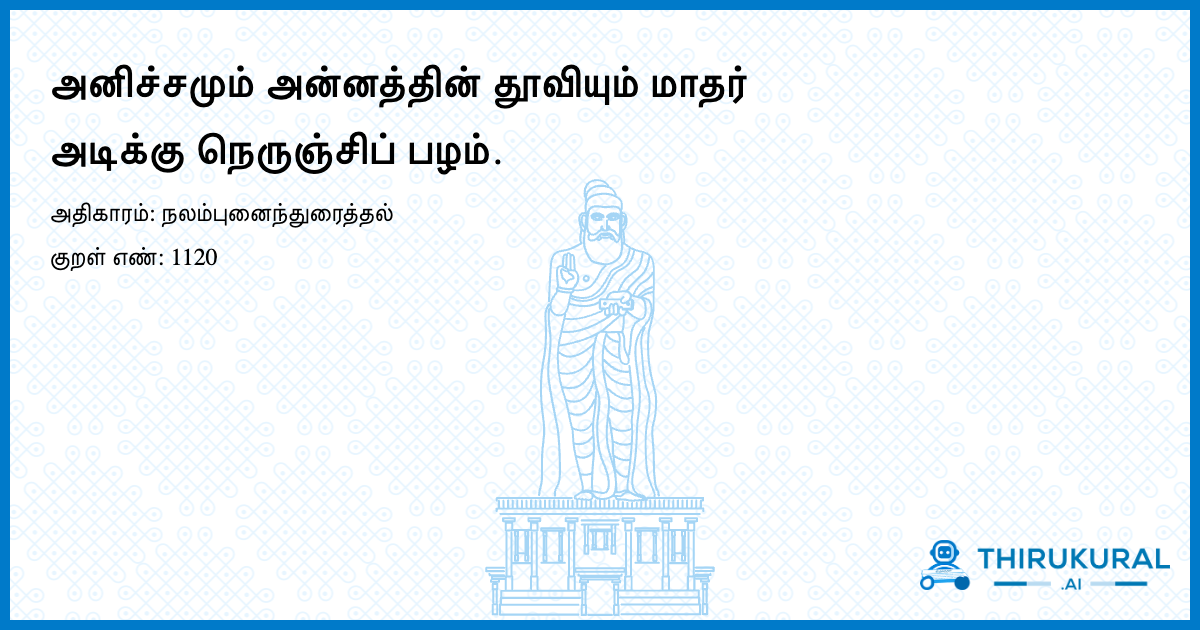 அனிச்சமும் அன்னத்தின் தூவியும் மாதர்
அடிக்கு நெருஞ்சிப் பழம்.
அதிகாரம்: நலம்புனைந்துரைத்தல்
குறள் எண்: 1120
THIRUKURAL
.AI